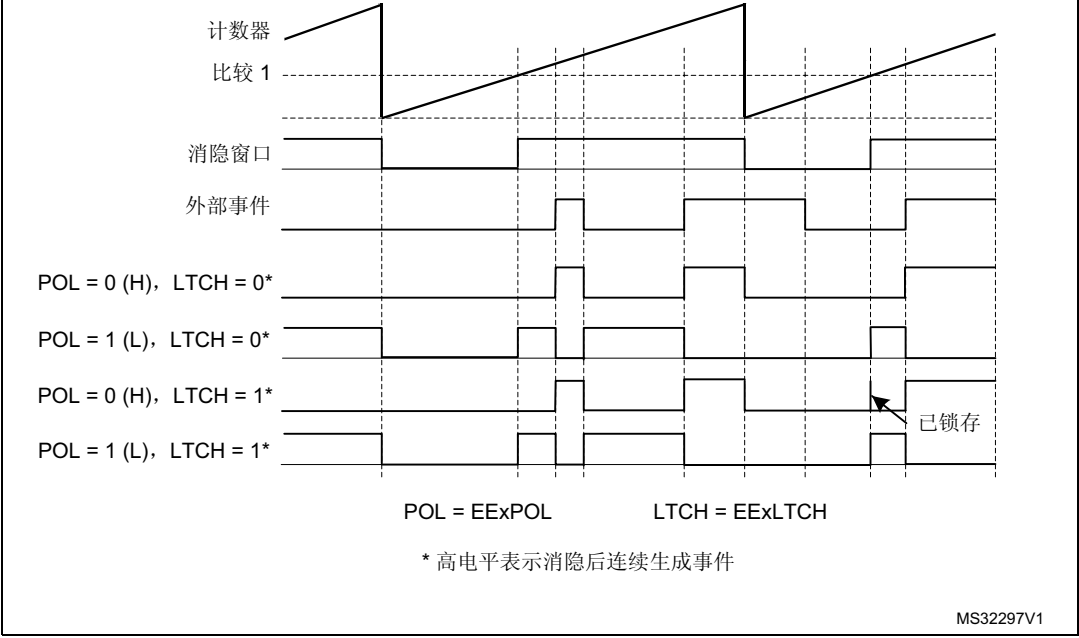 计数器
比较 1
消隐窗口
外部事件
POL = 0 (H)，LTCH = 0*
POL = 1 (L)，LTCH = 0*
POL = 0 (H)，LTCH = 1*
已锁存
POL = 1 (L)，LTCH = 1*
POL = EExPOL LTCH = EExLTCH
* 高电平表示消隐后连续生成事件
MS32297V1